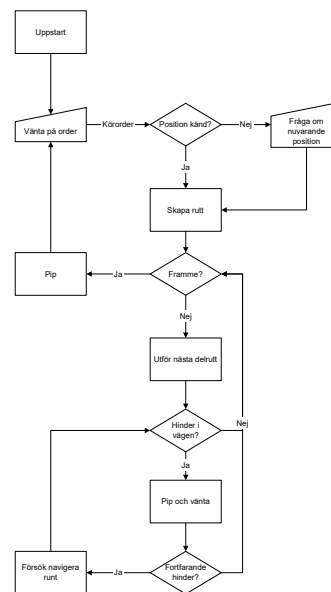 Uppstart
Vänta på order
Körorder
Position känd?
Nej
Fråga om
nuvarande
position
Ja
Skapa rutt
Pip
Ja
Framme?
Nej
Utför nästa delrutt
Hinder i
vägen?
Nej
Ja
Pip och vänta
Försök navigera
runt
Ja
Fortfarande
hinder?